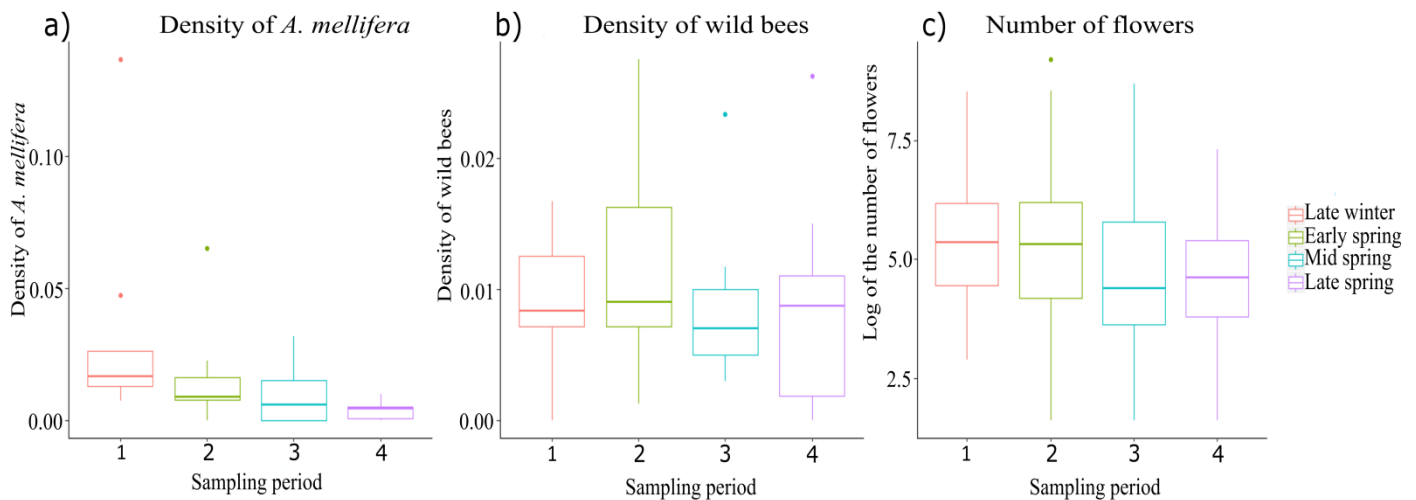 a) Density of A. mellifera
Density of A. mellifera
0.10
0.05
0.00
1 2 3 4
Sampling period
b) Density of wild bees
Density of wild bees
0.02
0.01
0.00
1 2 3 4
Sampling period
c) Number of flowers
Log of the number of flowers
7.5
5.0
2.5
1 2 3 4
Sampling period
Late winter
Early spring
Mid spring
Late spring